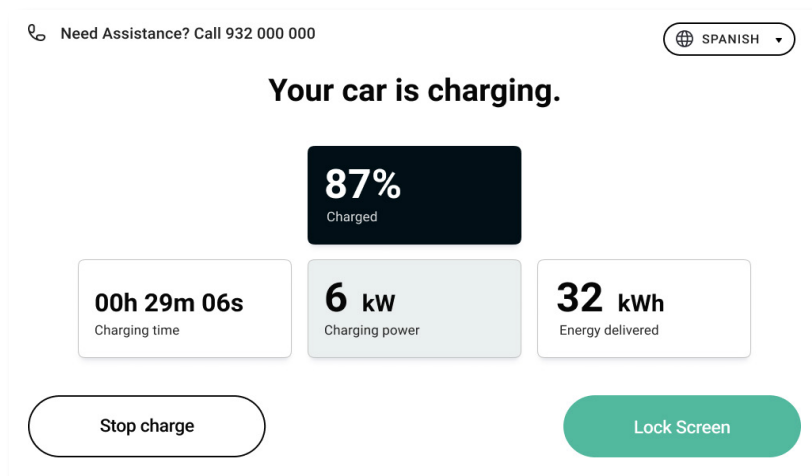 Need Assistance? Call 932 000 000
SPANISH
Your car is charging.
87%
Charged
00h 29m 06s
Charging time
6 kW
Charging power
32 kWh
Energy delivered
Stop charge
Lock Screen